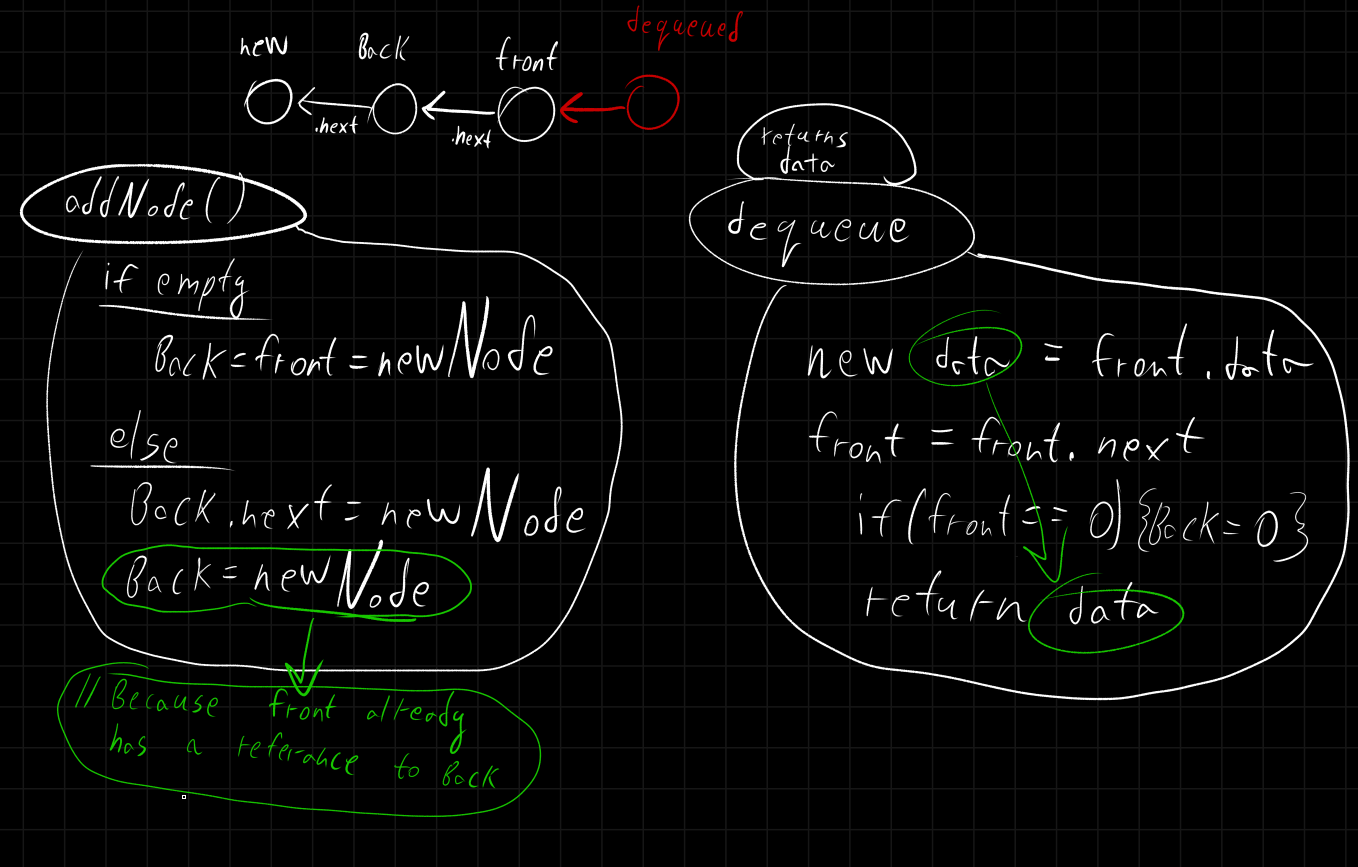 dequeued
new Back front
.next .next
returns
data
addNode()
if empty
Back=front=newNode
else
Back.next=newNode
Back=newNode
// Because front already
has a referance to Back
dequeue
new data = front.data
front = front.next
if(front==0){Back=0}
return data